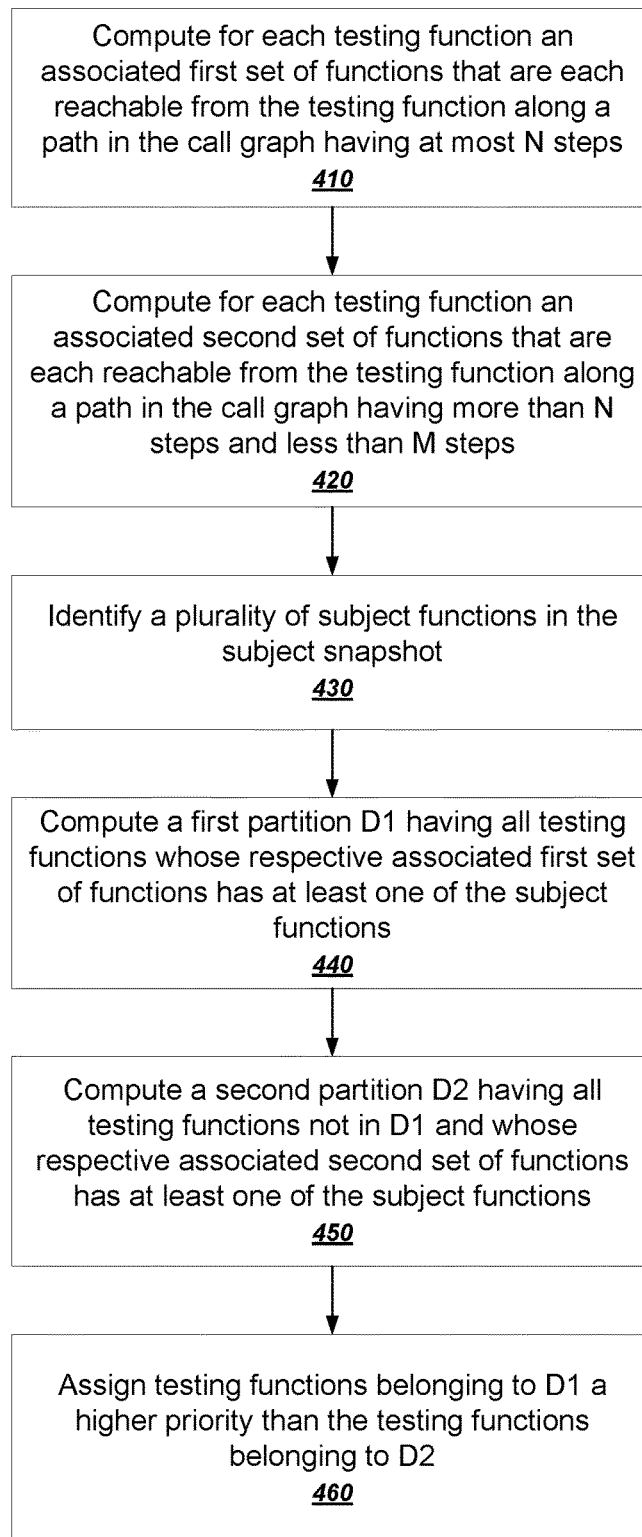 Compute for each testing function an
associated first set of functions that are each
reachable from the testing function along a
path in the call graph having at most N steps
410
Compute for each testing function an
associated second set of functions that are
each reachable from the testing function along
a path in the call graph having more than N
steps and less than M steps
420
Identify a plurality of subject functions in the
subject snapshot
430
Compute a first partition D1 having all testing
functions whose respective associated first set
of functions has at least one of the subject
functions
440
Compute a second partition D2 having all
testing functions not in D1 and whose
respective associated second set of functions
has at least one of the subject functions
450
Assign testing functions belonging to D1 a
higher priority than the testing functions
belonging to D2
460